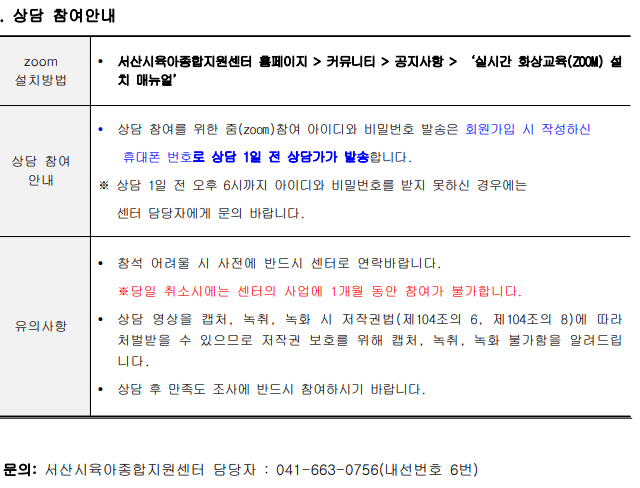 . 상담 참여안내
zoom
설치방법
• 서산시육아종합지원센터 홈페이지 > 커뮤니티 > 공지사항 > ‘실시간 화상교육(ZOOM) 설
치 매뉴얼’
상담 참여
안내
• 상담 참여를 위한 줌(zoom)참여 아이디와 비밀번호 발송은 회원가입 시 작성하신
휴대폰 번호로 상담 1일 전 상담가가 발송합니다.
※ 상담 1일 전 오후 6시까지 아이디와 비밀번호를 받지 못하신 경우에는
센터 담당자에게 문의 바랍니다.
유의사항
• 참석 어려울 시 사전에 반드시 센터로 연락바랍니다.
※당일 취소시에는 센터의 사업에 1개월 동안 참여가 불가합니다.
• 상담 영상을 캡처, 녹취, 녹화 시 저작권법(제104조의 6, 제104조의 8)에 따라
처벌받을 수 있으므로 저작권 보호를 위해 캡처, 녹취, 녹화 불가함을 알려드립
니다.
• 상담 후 만족도 조사에 반드시 참여하시기 바랍니다.
문의: 서산시육아종합지원센터 담당자 : 041-663-0756(내선번호 6번)